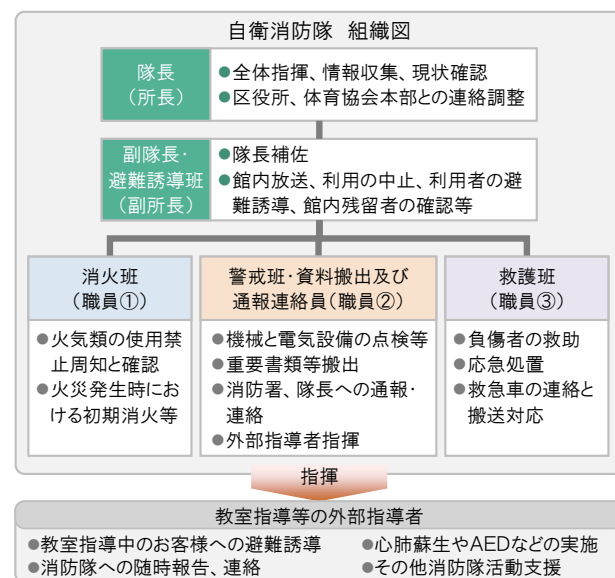 自衛消防隊 組織図
隊長
(所長)
●全体指揮、情報収集、現状確認
●区役所、体育協会本部との連絡調整
副隊長・
避難誘導班
(副所長)
●隊長補佐
●館内放送、利用の中止、利用者の避
難誘導、館内残留者の確認等
消火班
(職員①)
●火気類の使用禁
止周知と確認
●火災発生時にお
ける初期消火等
警戒班・資料搬出及び
通報連絡員(職員②)
●機械と電気設備の点検等
●重要書類等搬出
●消防署、隊長への通報・
連絡
●外部指導者指揮
救護班
(職員③)
●負傷者の救助
●応急処置
●救急車の連絡と
搬送対応
指揮
教室指導等の外部指導者
●教室指導中のお客様への避難誘導
●消防隊への随時報告、連絡
●心肺蘇生やAEDなどの実施
●その他消防隊活動支援